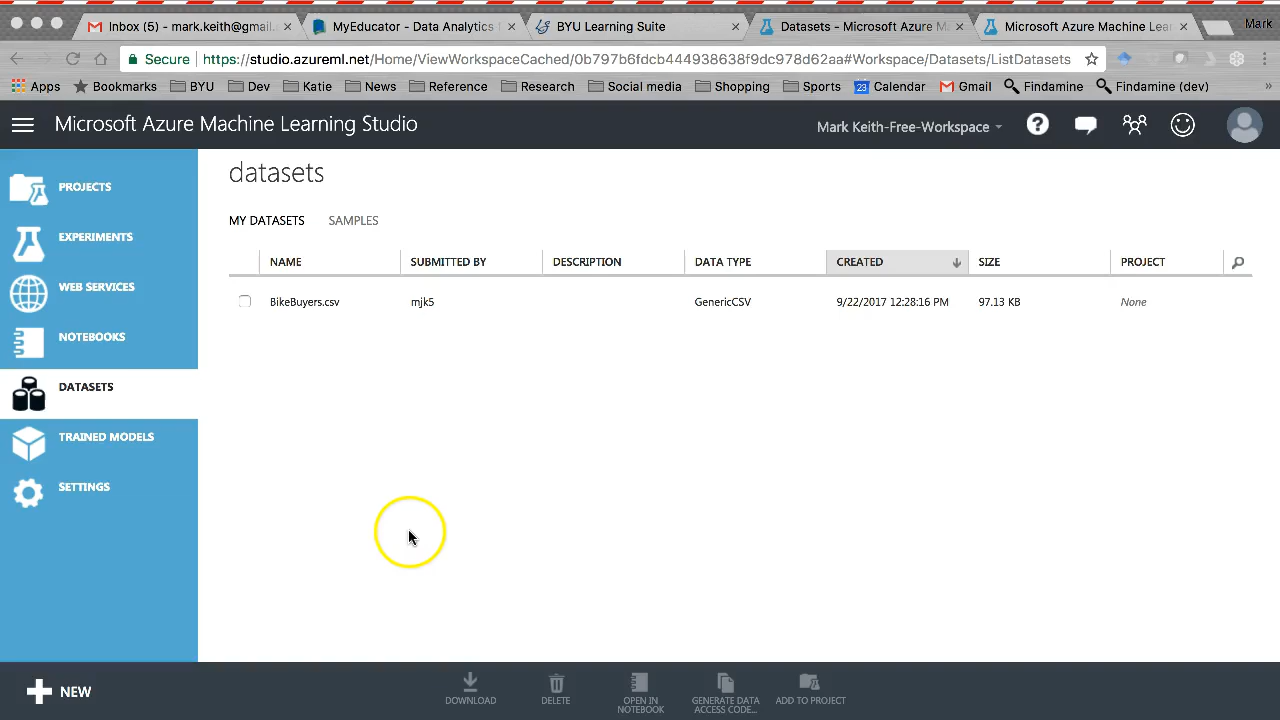 Inbox (5) - mark.keith@gmail.
MyEducator - Data Analytics
BYU Learning Suite
Datasets - Microsoft Azure M
Microsoft Azure Machine Lear
Mark
Secure
https://studio.azureml.net/Home/ViewWorkspaceCached/0b797b6fdcb444938638f9dc978d62aa#Workspace/Datasets/ListDatasets
Apps
Bookmarks
BYU
Dev
Katie
News
Reference
Research
Social media
Shopping
Sports
23
Calendar
Gmail
Findamine
Findamine (dev)
»
Microsoft Azure Machine Learning Studio
Mark Keith-Free-Workspace
?
PROJECTS
EXPERIMENTS
WEB SERVICES
NOTEBOOKS
DATASETS
TRAINED MODELS
SETTINGS
datasets
MY DATASETS
SAMPLES
NAME
SUBMITTED BY
DESCRIPTION
DATA TYPE
CREATED
SIZE
PROJECT
BikeBuyers.csv
mjk5
GenericCSV
9/22/2017 12:28:16 PM
97.13 KB
None
NEW
DOWNLOAD
DELETE
OPEN IN
NOTEBOOK
GENERATE DATA
ACCESS CODE...
ADD TO PROJECT